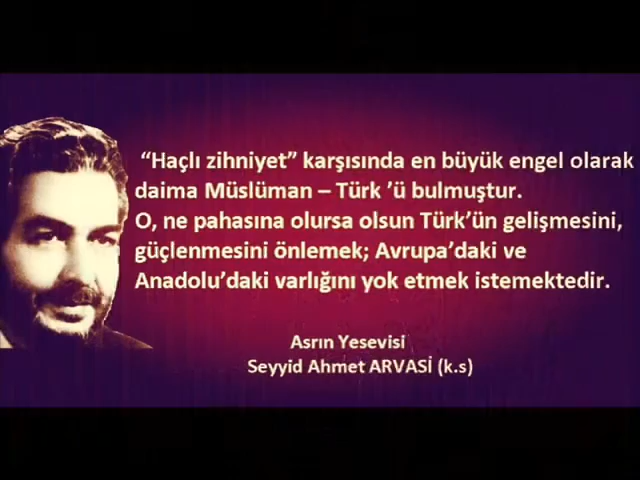 “Haçlı zihniyet” karşısında en büyük engel olarak
daima Müslüman – Türk ’ü bulmuştur.
O, ne pahasına olursa olsun Türk’ün gelişmesini,
güçlenmesini önlemek; Avrupa’daki ve
Anadolu’daki varlığını yok etmek istemektedir.
Asrın Yesevisi
Seyyid Ahmet ARVASİ (k.s)